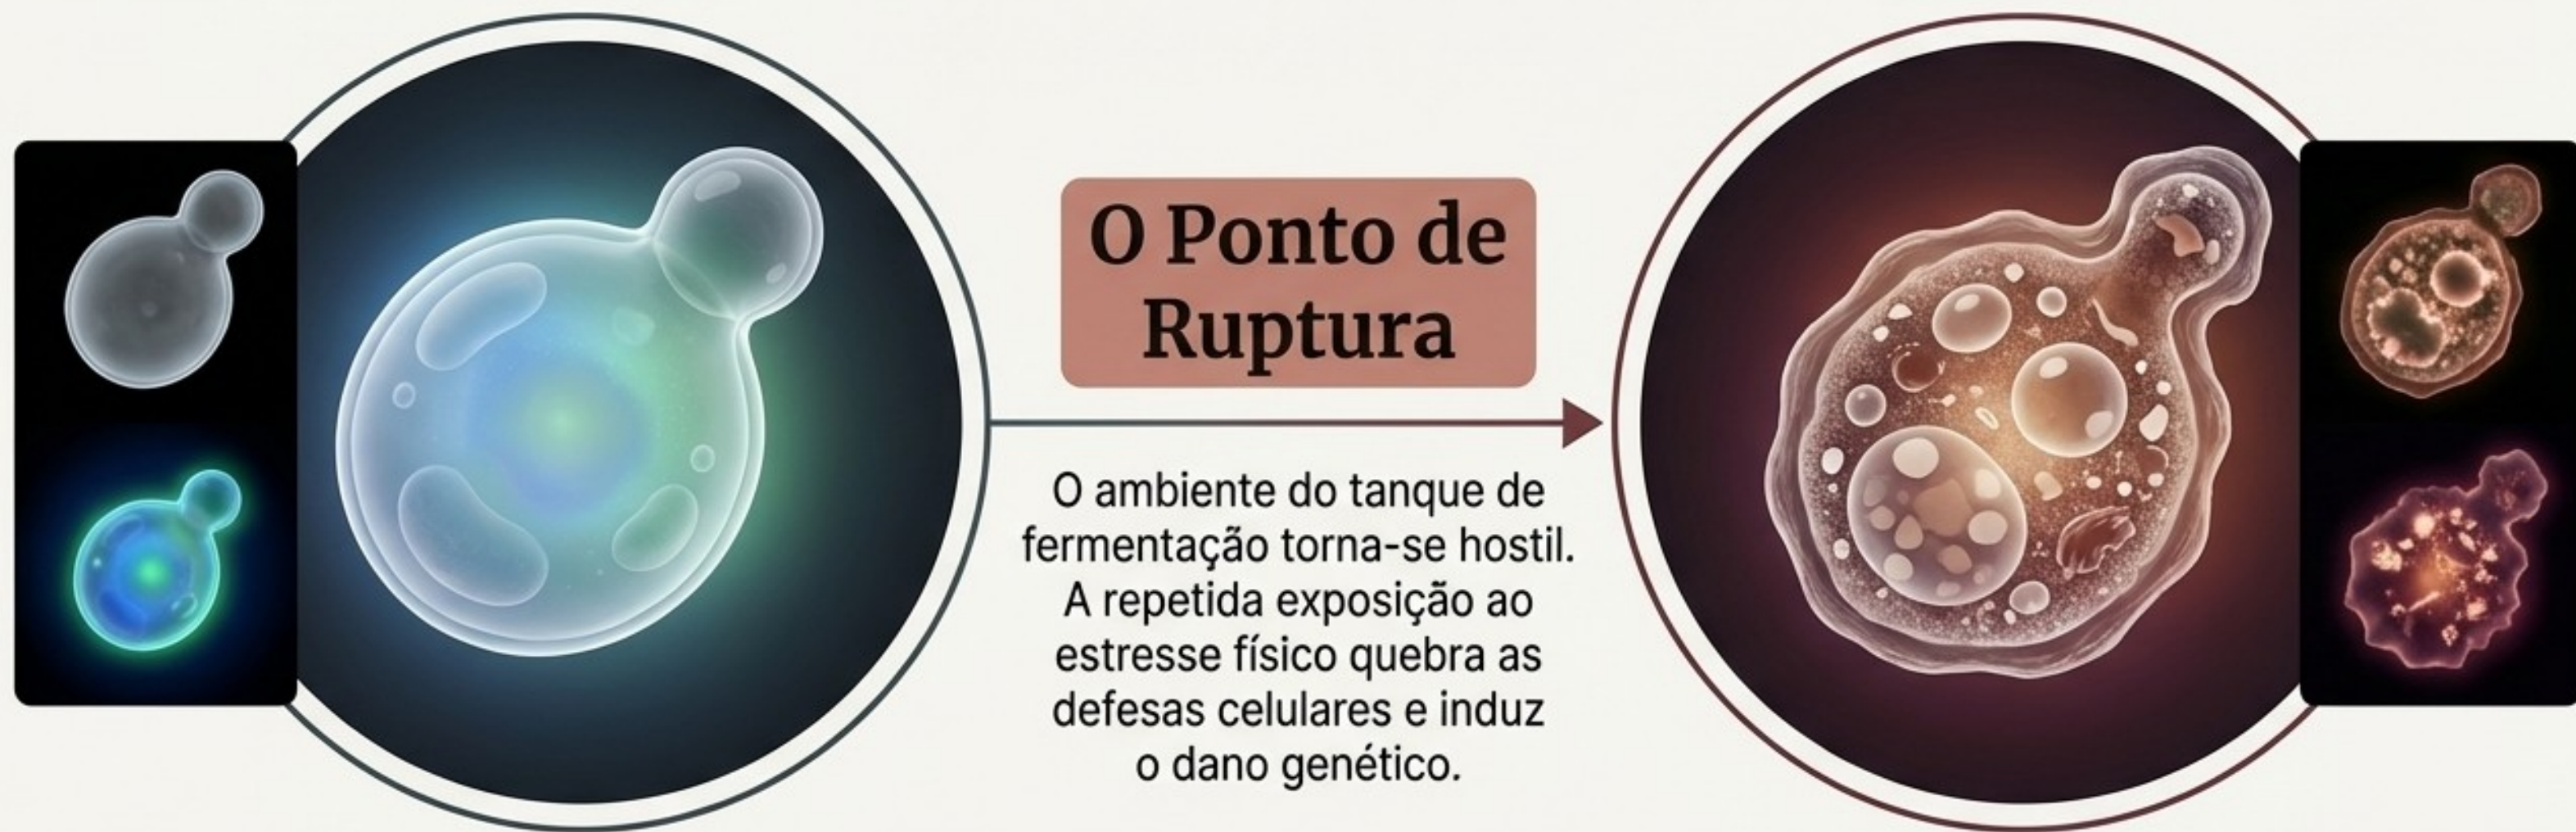 O Ponto de
Ruptura
O ambiente do tanque de
fermentação torna-se hostil.
A repetida exposição ao
estresse físico quebra as
defesas celulares e induz
o dano genético.